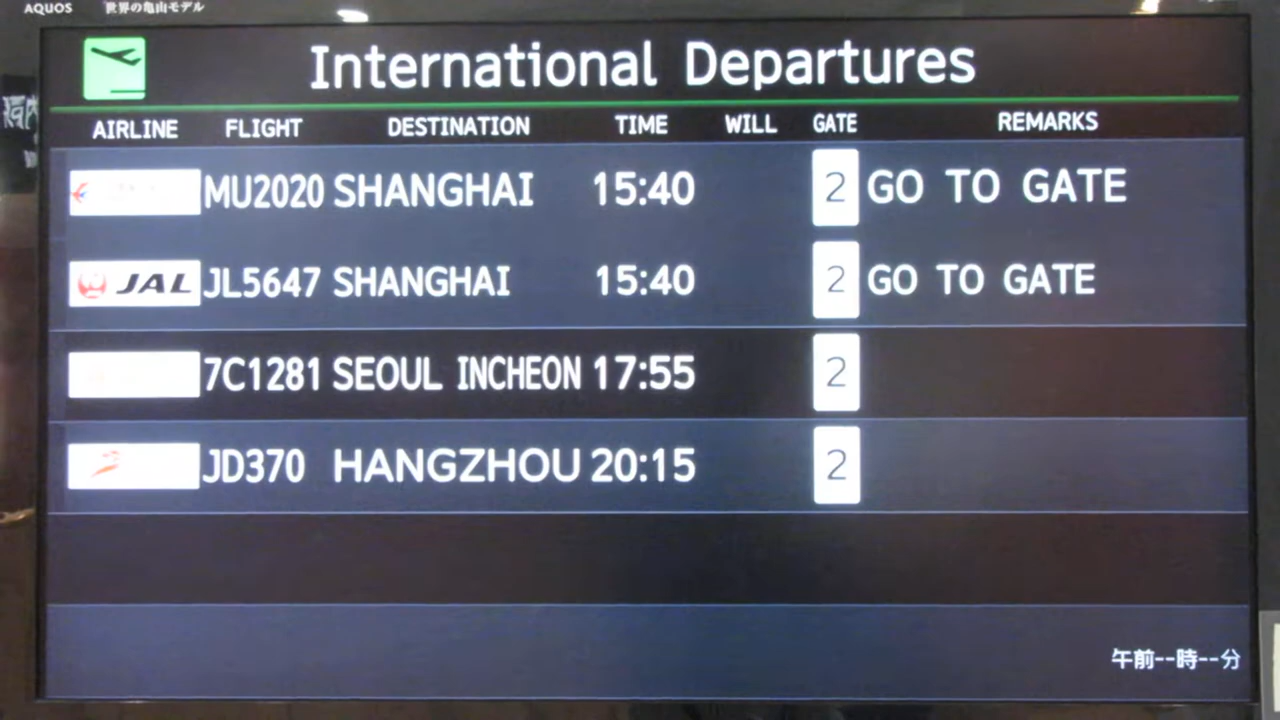 AQUOS 世界の亀山モデル
International Departures
AIRLINE FLIGHT DESTINATION TIME WILL GATE REMARKS
MU2020 SHANGHAI 15:40 2 GO TO GATE
JAL JL5647 SHANGHAI 15:40 2 GO TO GATE
7C1281 SEOUL INCHEON 17:55 2
JD370 HANGZHOU 20:15 2
午前--時--分